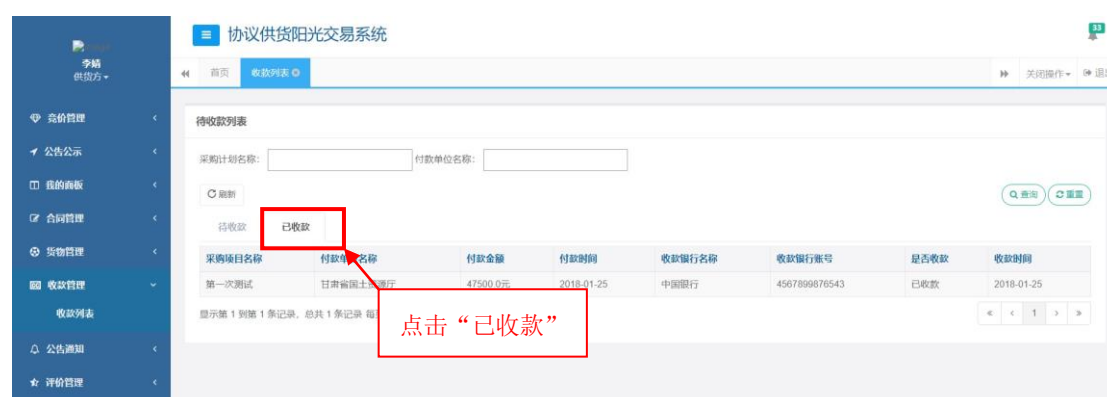 协议供货阳光交易系统
33
李婧
供货方
首页 收款列表
关闭操作
竞价管理
公告公示
我的面板
合同管理
货物管理
收款管理
收款列表
公告通知
评价管理
待收款列表
采购计划名称: 付款单位名称:
刷新
查询 重置
待收款 已收款
采购项目名称 付款单 名称 付款金额 付款时间 收款银行名称 收款银行账号 是否收款 收款时间
第一次测试 甘肃省国土资源厅 47500.0元 2018-01-25 中国银行 4567899876543 已收款 2018-01-25
显示第 1 到第 1 条记录，总共 1 条记录 每
« ‹ 1 › »
点击“已收款”